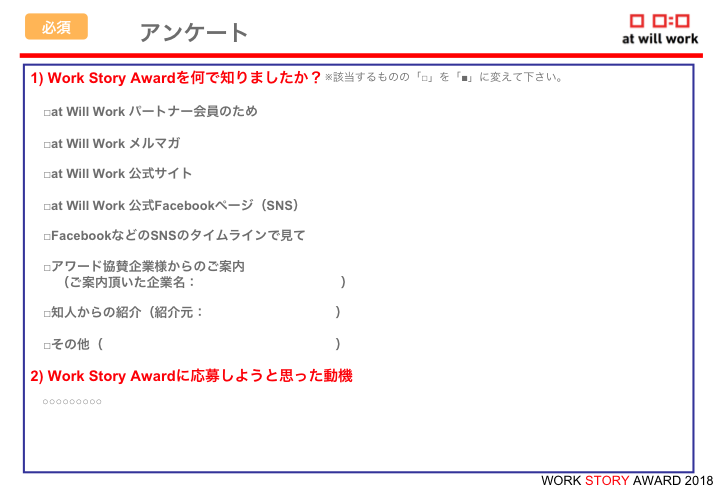 必須
アンケート
at will work
1) Work Story Awardを何で知りましたか？ ※該当するものの「□」を「■」に変えて下さい。
□at Will Work パートナー会員のため
□at Will Work メルマガ
□at Will Work 公式サイト
□at Will Work 公式Facebookページ（SNS）
□FacebookなどのSNSのタイムラインで見て
□アワード協賛企業様からのご案内
（ご案内頂いた企業名： ）
□知人からの紹介（紹介元： ）
□その他（ ）
2) Work Story Awardに応募しようと思った動機
○○○○○○○○○
WORK STORY AWARD 2018